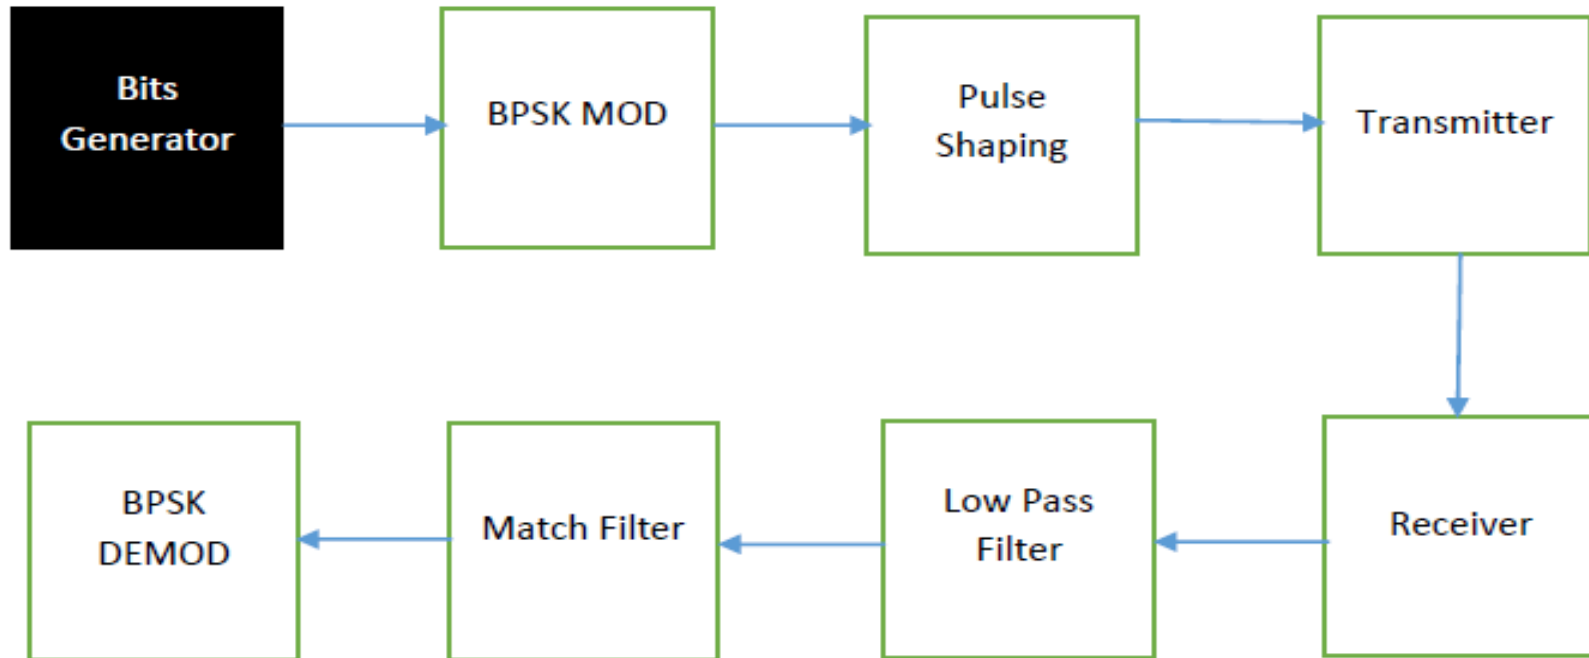 Bits
Generator
BPSK MOD
Pulse
Shaping
Transmitter
BPSK
DEMOD
Match Filter
Low Pass
Filter
Receiver